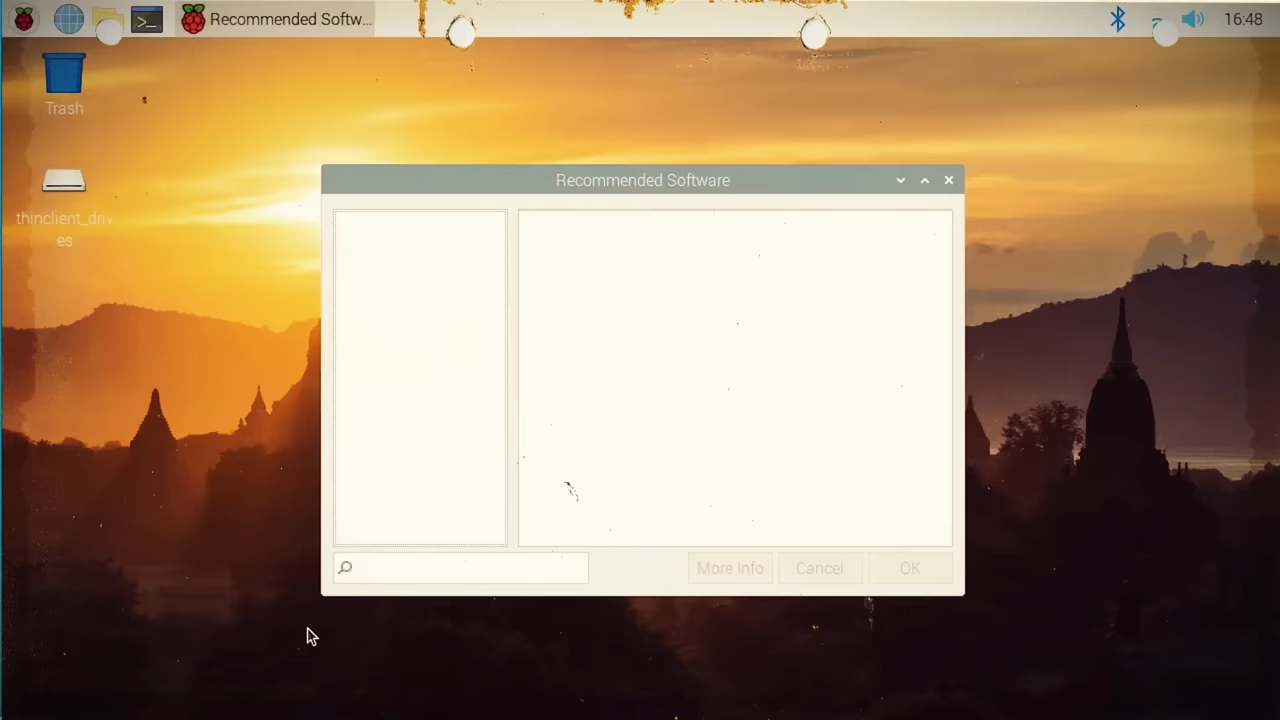 Recommended Softw...
16:48
Trash
thinclient_driv
es
Recommended Software
More Info
Cancel
OK